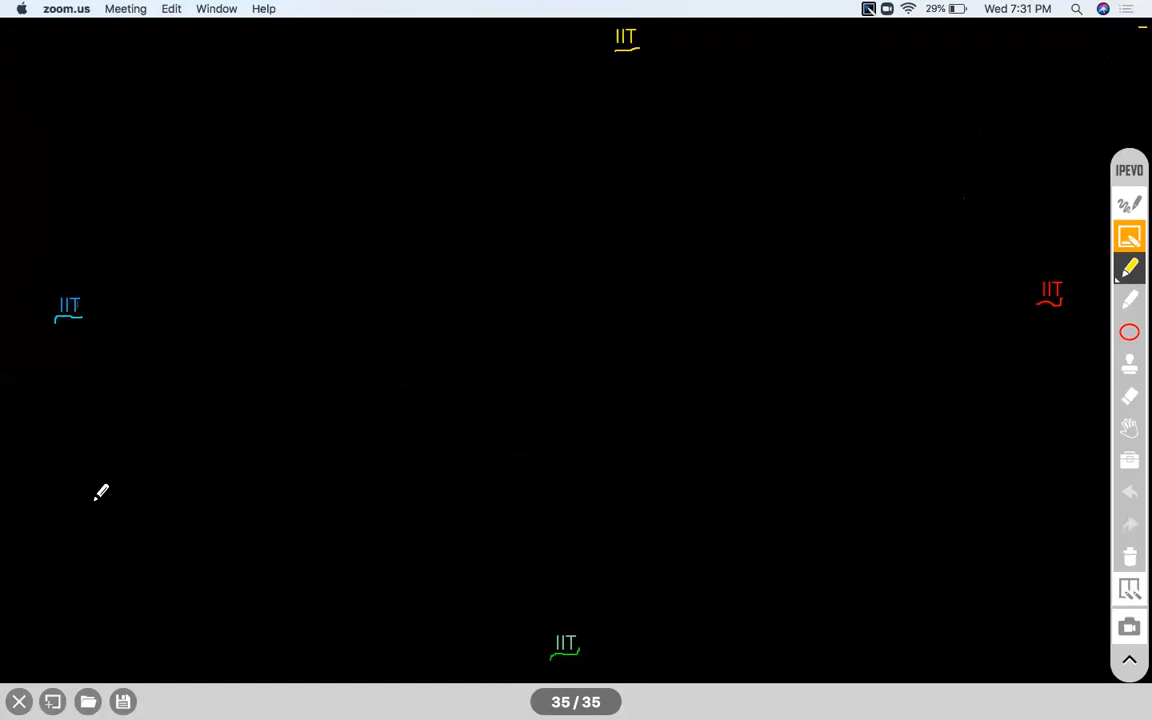 zoom.us Meeting Edit Window Help 29% Wed 7:31 PM
IIT
IPEVO
IIT
IIT
IIT
35 / 35